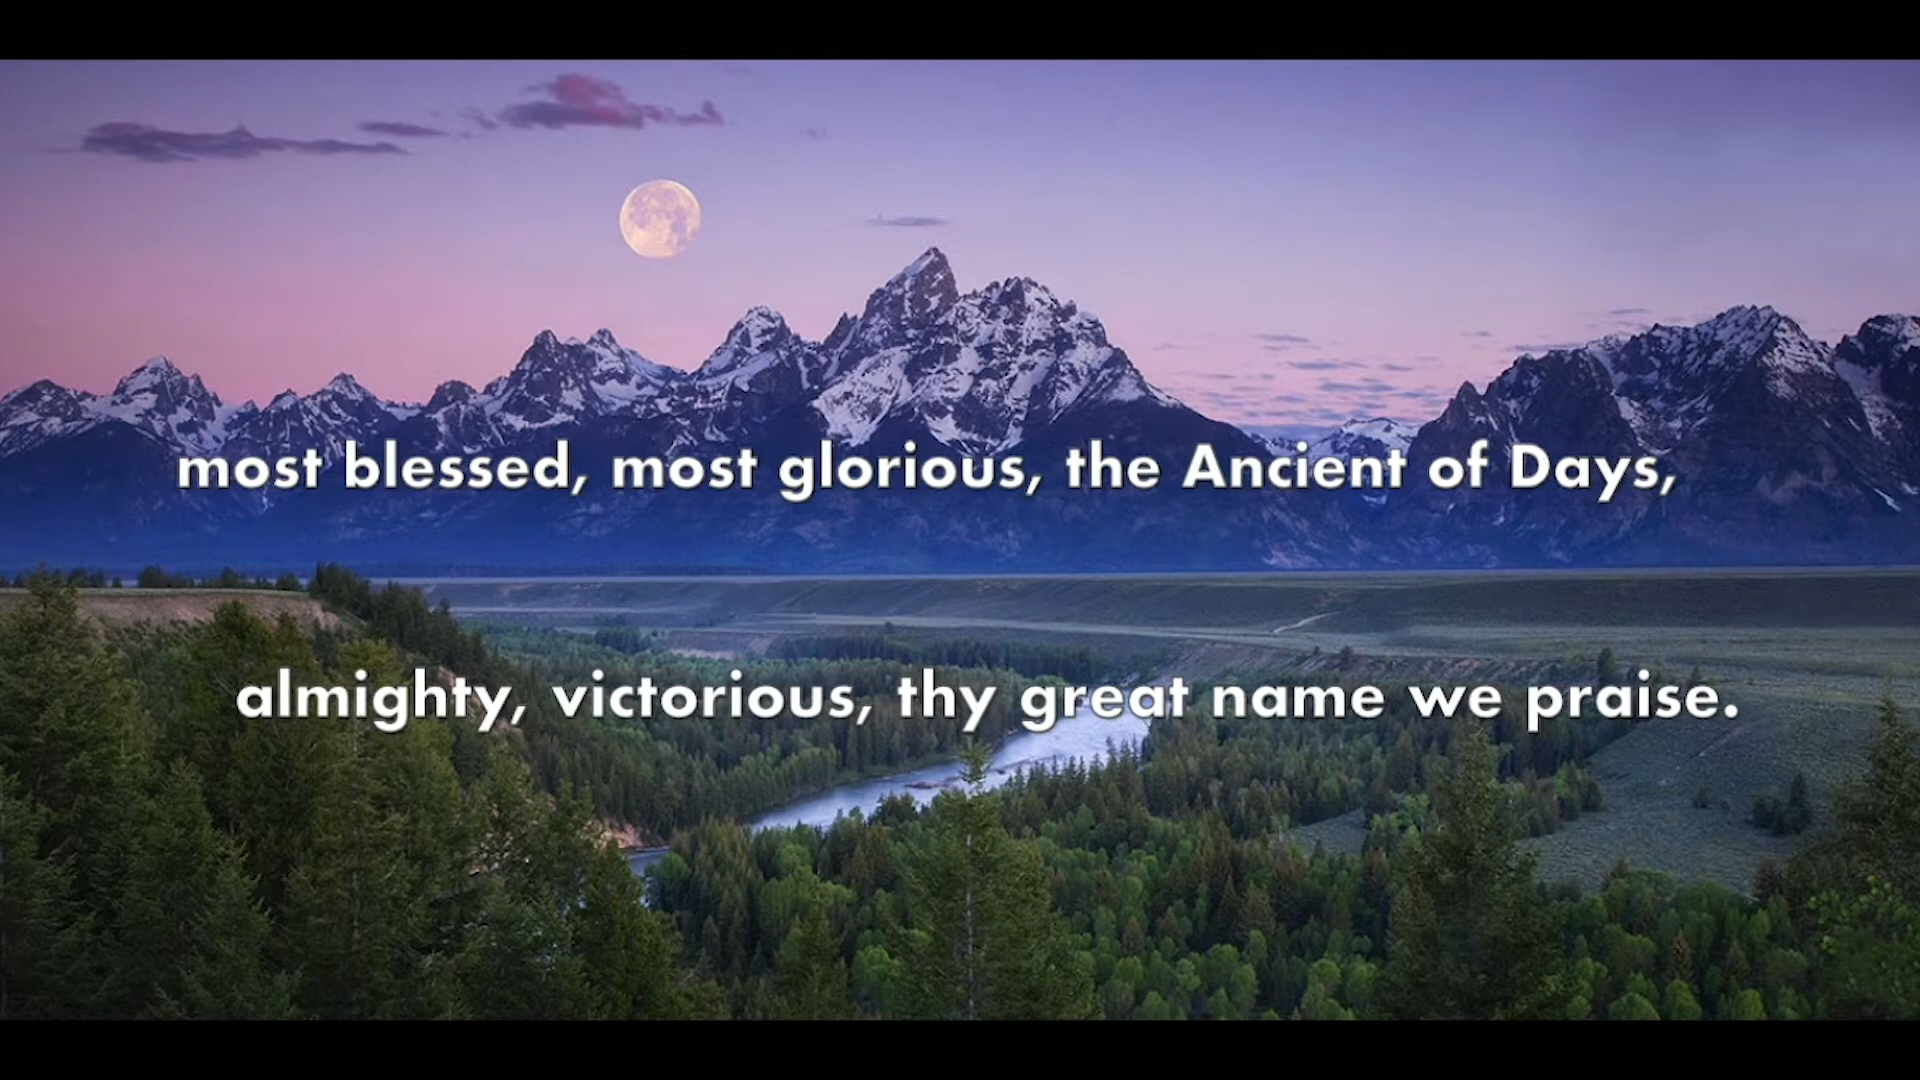 most blessed, most glorious, the Ancient of Days,
almighty, victorious, thy great name we praise.